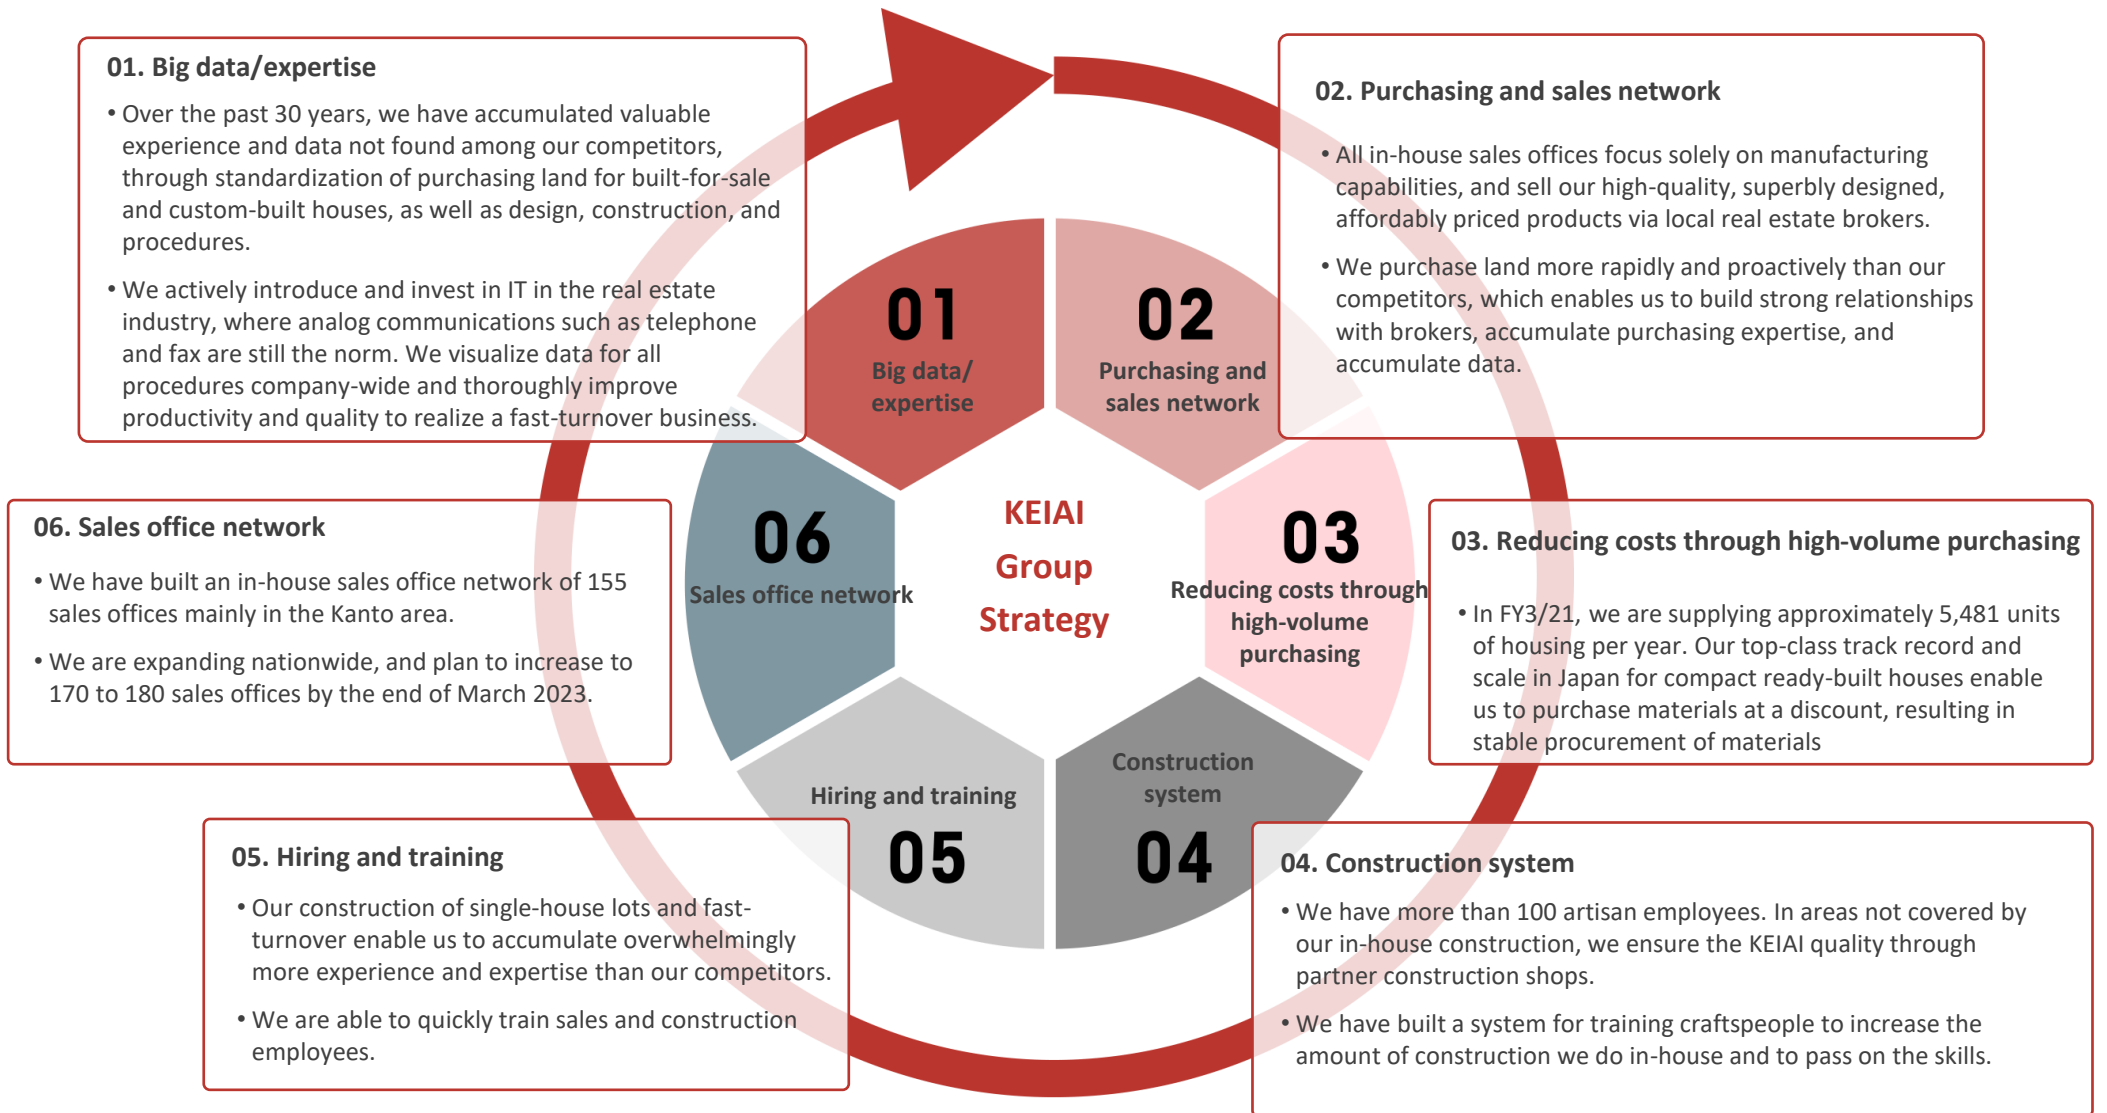 01. Big data/expertise
• Over the past 30 years, we have accumulated valuable
experience and data not found among our competitors,
through standardization of purchasing land for built-for-sale
and custom-built houses, as well as design, construction, and
procedures.
• We actively introduce and invest in IT in the real estate
industry, where analog communications such as telephone
and fax are still the norm. We visualize data for all
procedures company-wide and thoroughly improve
productivity and quality to realize a fast-turnover business.
02. Purchasing and sales network
• All in-house sales offices focus solely on manufacturing
capabilities, and sell our high-quality, superbly designed,
affordably priced products via local real estate brokers.
• We purchase land more rapidly and proactively than our
competitors, which enables us to build strong relationships
with brokers, accumulate purchasing expertise, and
accumulate data.
01
Big data/
expertise
02
Purchasing and
sales network
06. Sales office network
• We have built an in-house sales office network of 155
sales offices mainly in the Kanto area.
• We are expanding nationwide, and plan to increase to
170 to 180 sales offices by the end of March 2023.
06
Sales office network
KEIAI
Group
Strategy
03
Reducing costs through
high-volume
purchasing
03. Reducing costs through high-volume purchasing
• In FY3/21, we are supplying approximately 5,481 units
of housing per year. Our top-class track record and
scale in Japan for compact ready-built houses enable
us to purchase materials at a discount, resulting in
stable procurement of materials
Hiring and training
05
Construction
system
04
05. Hiring and training
• Our construction of single-house lots and fast-
turnover enable us to accumulate overwhelmingly
more experience and expertise than our competitors.
• We are able to quickly train sales and construction
employees.
04. Construction system
• We have more than 100 artisan employees. In areas not covered by
our in-house construction, we ensure the KEIAI quality through
partner construction shops.
• We have built a system for training craftspeople to increase the
amount of construction we do in-house and to pass on the skills.